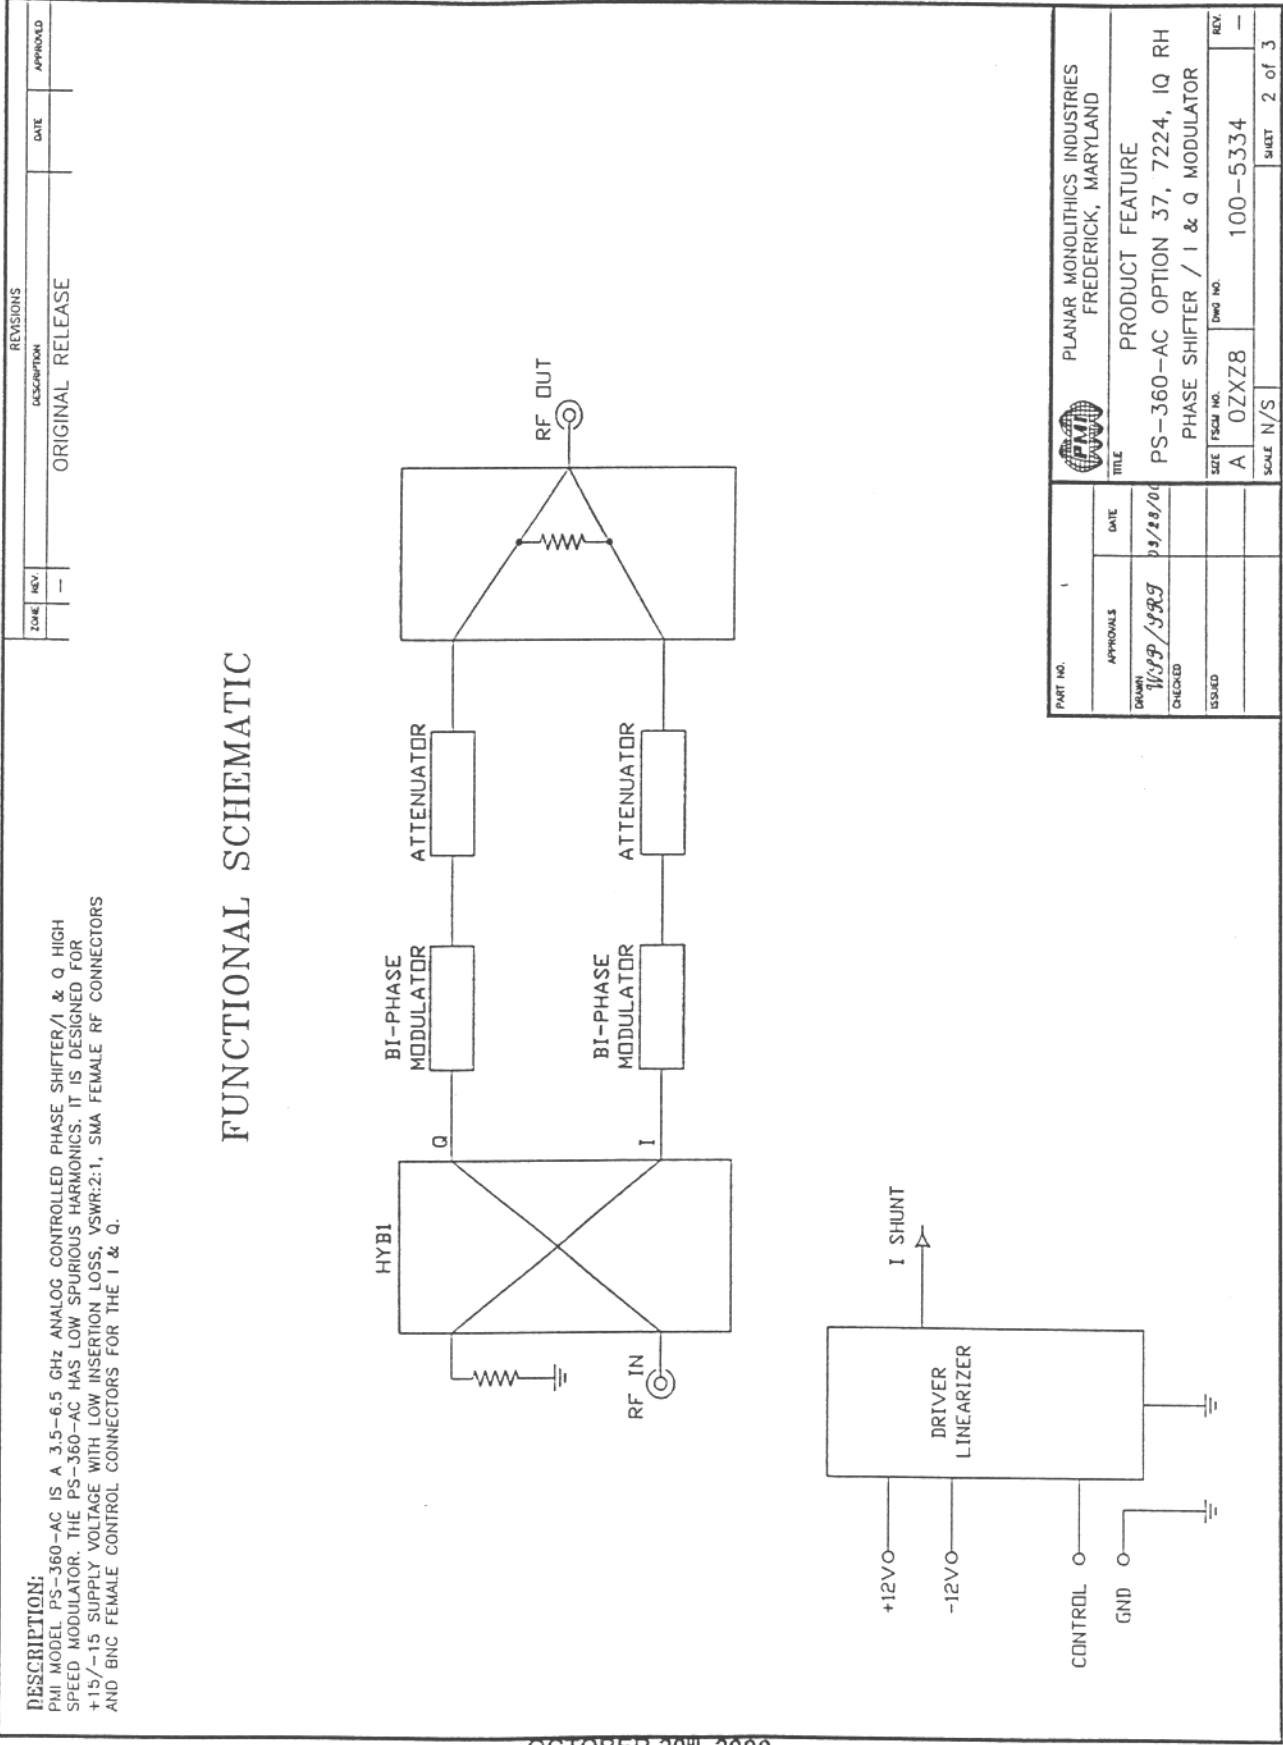 REVISIONS
ZONE REV. DESCRIPTION DATE APPROVED
— ORIGINAL RELEASE
DESCRIPTION:
PMI MODEL PS-360-AC IS A 3.5-6.5 GHz ANALOG CONTROLLED PHASE SHIFTER/I & Q HIGH
SPEED MODULATOR. THE PS-360-AC HAS LOW SPURIOUS HARMONICS. IT IS DESIGNED FOR
+15/-15 SUPPLY VOLTAGE WITH LOW INSERTION LOSS, VSWR:2:1, SMA FEMALE RF CONNECTORS
AND BNC FEMALE CONTROL CONNECTORS FOR THE I & Q.
FUNCTIONAL SCHEMATIC
HYB1
Q
I
RF IN
BI-PHASE
MODULATOR
ATTENUATOR
BI-PHASE
MODULATOR
ATTENUATOR
RF OUT
+12V
-12V
CONTROL
GND
DRIVER
LINEARIZER
I SHUNT
PART NO.
APPROVALS DATE
DRAWN
WSP/SRJ
CHECKED
ISSUED
PMI
PLANAR MONOLITHICS INDUSTRIES
FREDERICK, MARYLAND
TITLE
PRODUCT FEATURE
PS-360-AC OPTION 37, 7224, IQ RH
PHASE SHIFTER / I & Q MODULATOR
SIZE FSCM NO. DWG NO. REV.
A 0ZXZ8 100-5334 —
SCALE N/S SHEET 2 of 3